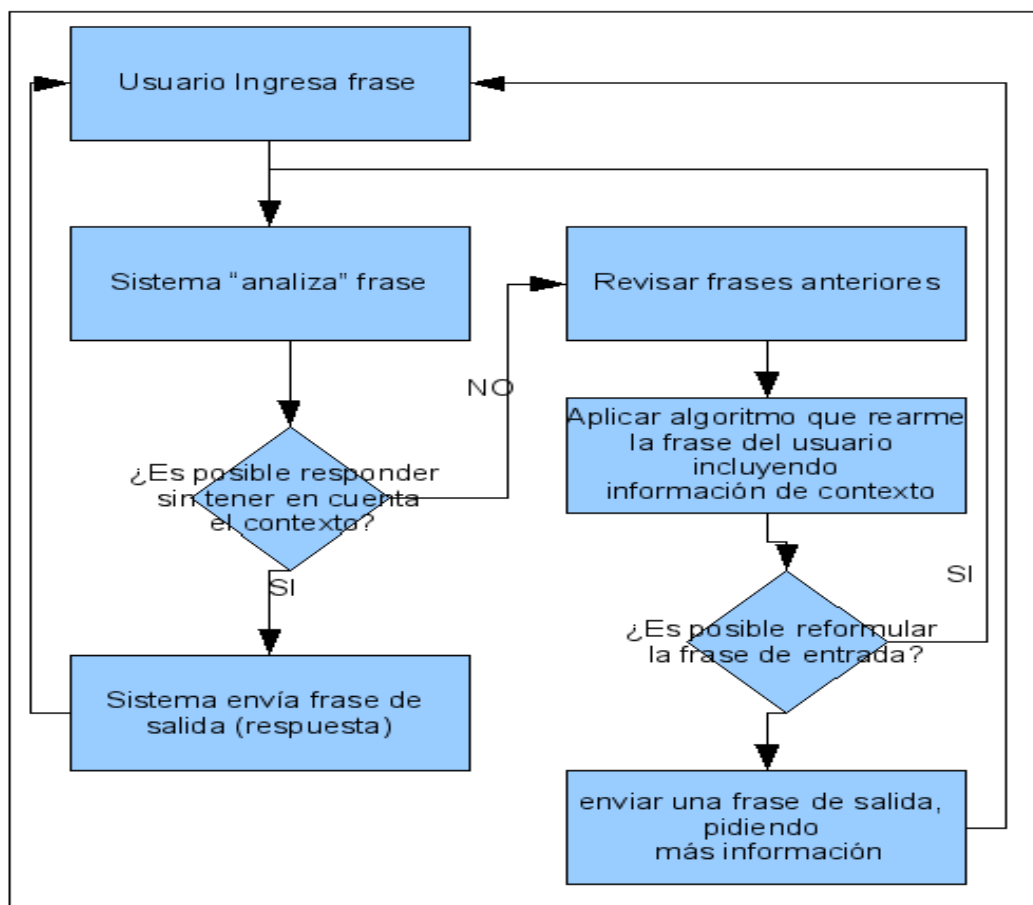 Usuario Ingresa frase
Sistema “analiza” frase
Revisar frases anteriores
NO
Aplicar algoritmo que rearme
la frase del usuario
incluyendo
información de contexto
¿Es posible responder
sin tener en cuenta
el contexto?
SI
SI
¿Es posible reformular
la frase de entrada?
Sistema envía frase de
salida (respuesta)
enviar una frase de salida,
pidiendo
más información